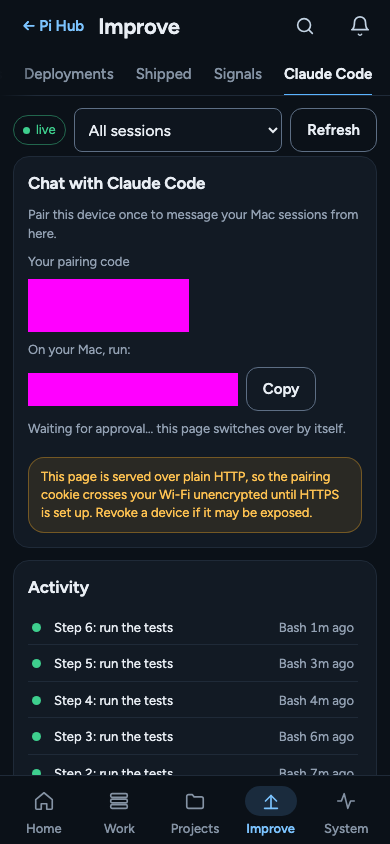 ← Pi Hub Improve
Deployments Shipped Signals Claude Code
live All sessions Refresh
Chat with Claude Code
Pair this device once to message your Mac sessions from
here.
Your pairing code
On your Mac, run:
Copy
Waiting for approval... this page switches over by itself.
This page is served over plain HTTP, so the pairing
cookie crosses your Wi-Fi unencrypted until HTTPS
is set up. Revoke a device if it may be exposed.
Activity
Step 6: run the tests Bash 1m ago
Step 5: run the tests Bash 3m ago
Step 4: run the tests Bash 4m ago
Step 3: run the tests Bash 6m ago
Step 2: run the tests Bash 7m ago
Home Work Projects Improve System